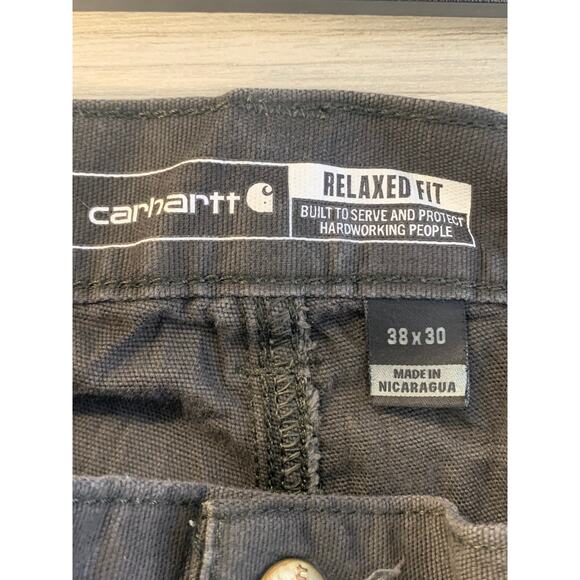 carhartt
RELAXED FIT
BUILT TO SERVE AND PROTECT
HARDWORKING PEOPLE
38 x 30
MADE IN
NICARAGUA